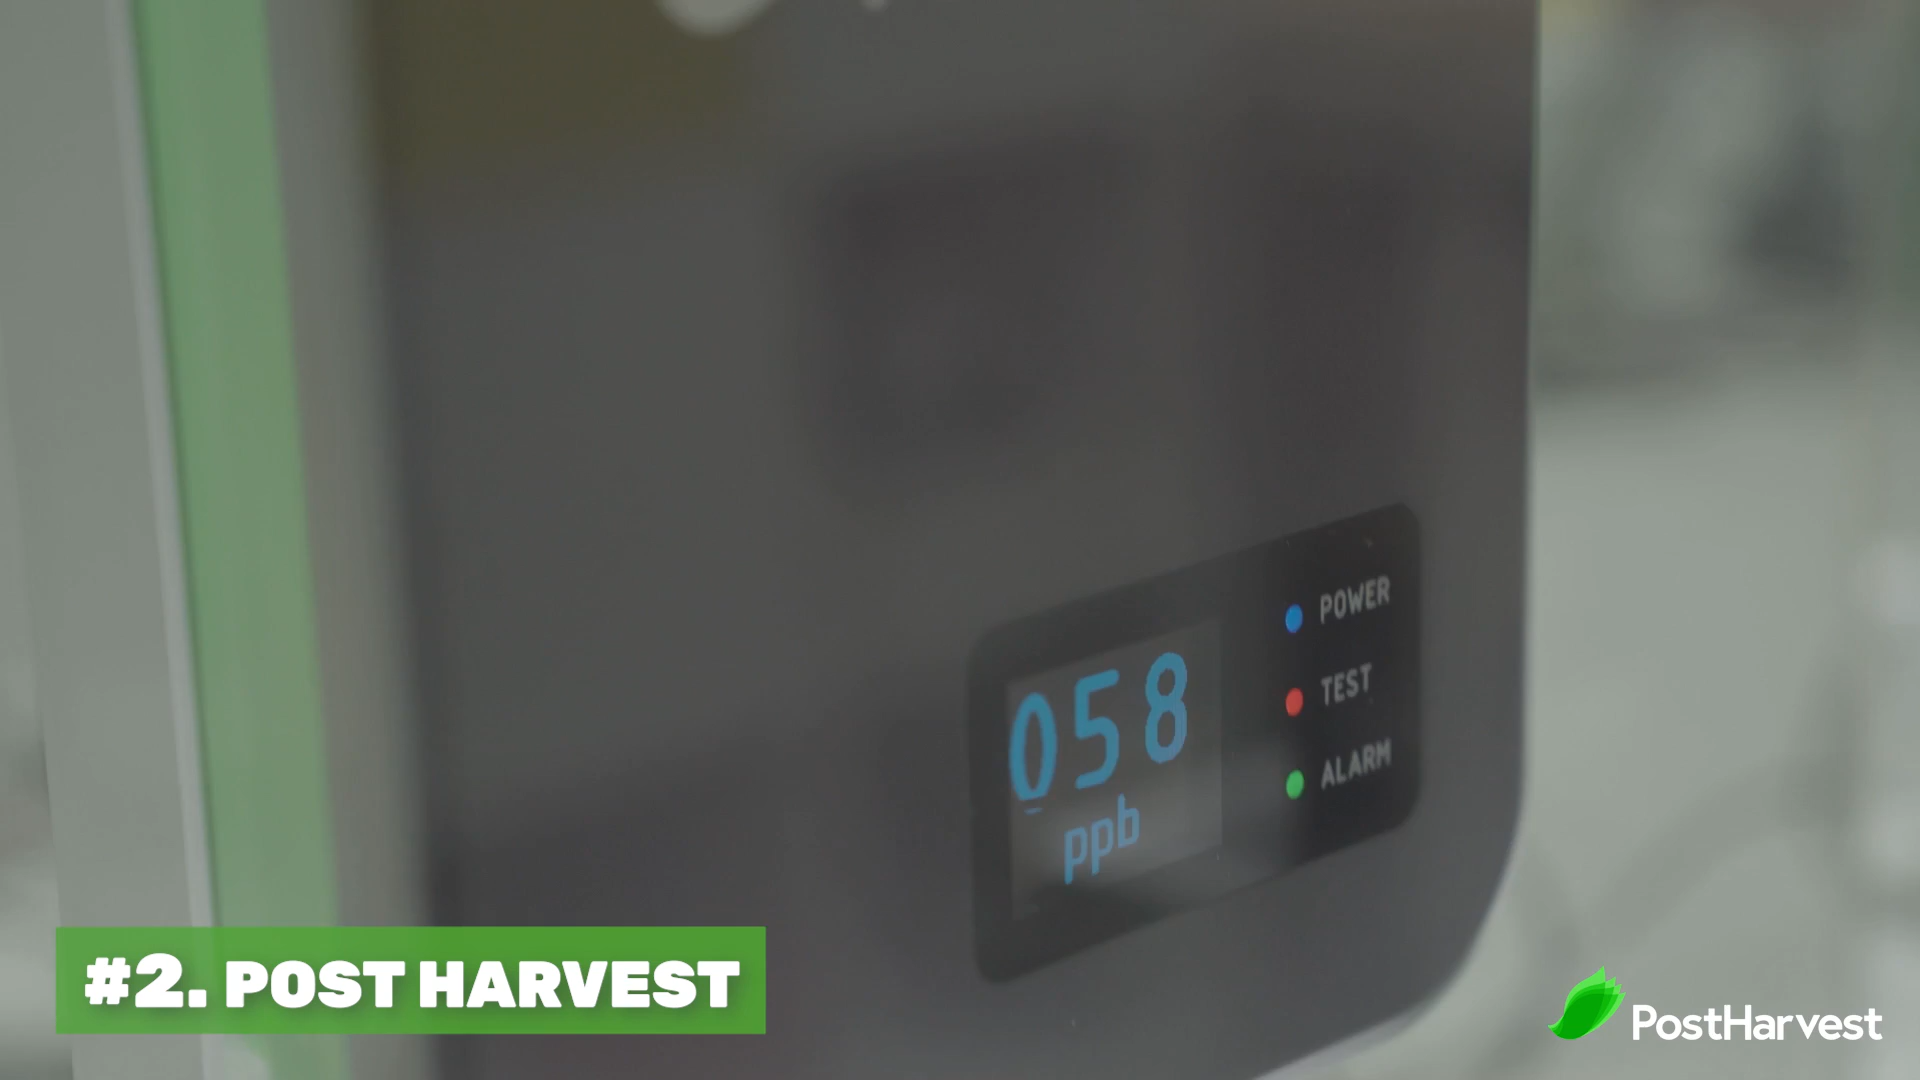 058
ppb
POWER
TEST
ALARM
#2. POST HARVEST
PostHarvest